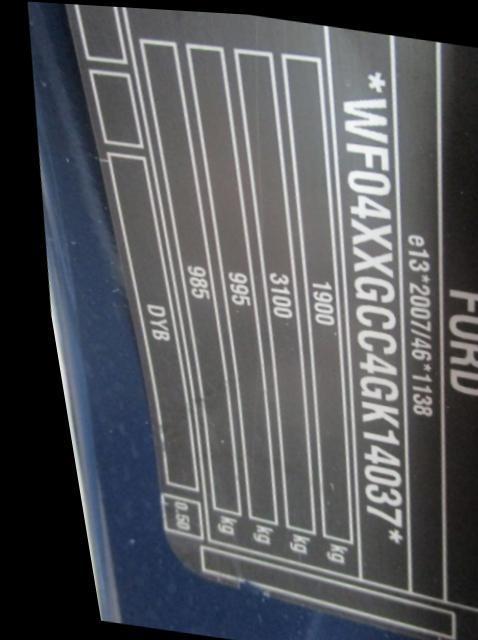 FORD
e13*2007/46*1138
*WF04XXGCC4GK14037*
1900 kg
3100 kg
995 kg
985 kg
DYB
0.50